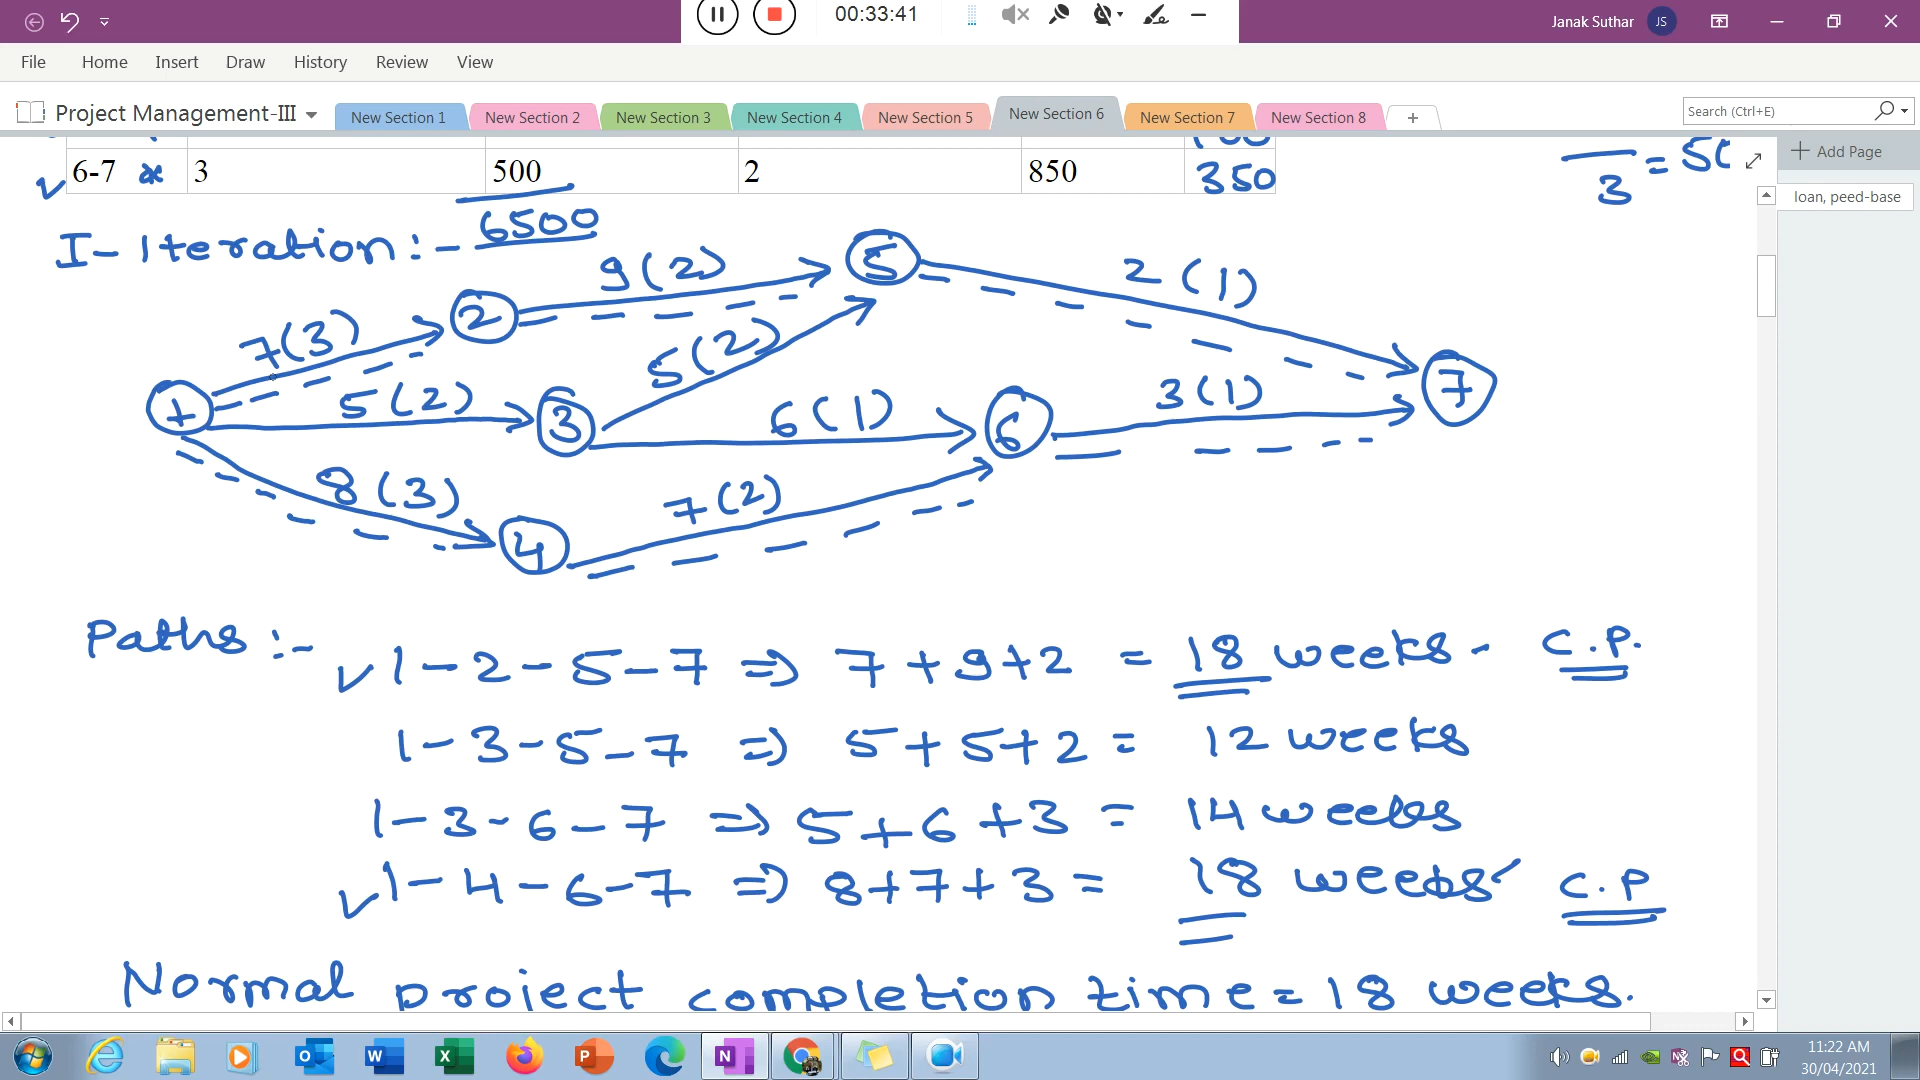 00:33:41
Janak Suthar JS
File Home Insert Draw History Review View
Project Management-III New Section 1 New Section 2 New Section 3 New Section 4 New Section 5 New Section 6 New Section 7 New Section 8 + Search (Ctrl+E)
Add Page
loan, peed-base
6-7 3 500 2 850 350
3
6500
I - Iteration :-
9(2) 5 2(1)
7(3) 2 5(2) 7
1 5(2) 3 6(1) 6 3(1)
8(3) 4 7(2)
Paths :- 1-2-5-7 => 7+9+2 = 18 weeks - C.P.
1-3-5-7 => 5+5+2 = 12 weeks
1-3-6-7 => 5+6+3 = 14 weeks
1-4-6-7 => 8+7+3 = 18 weeks C.P
Normal project completion time = 18 weeks.
11:22 AM
30/04/2021